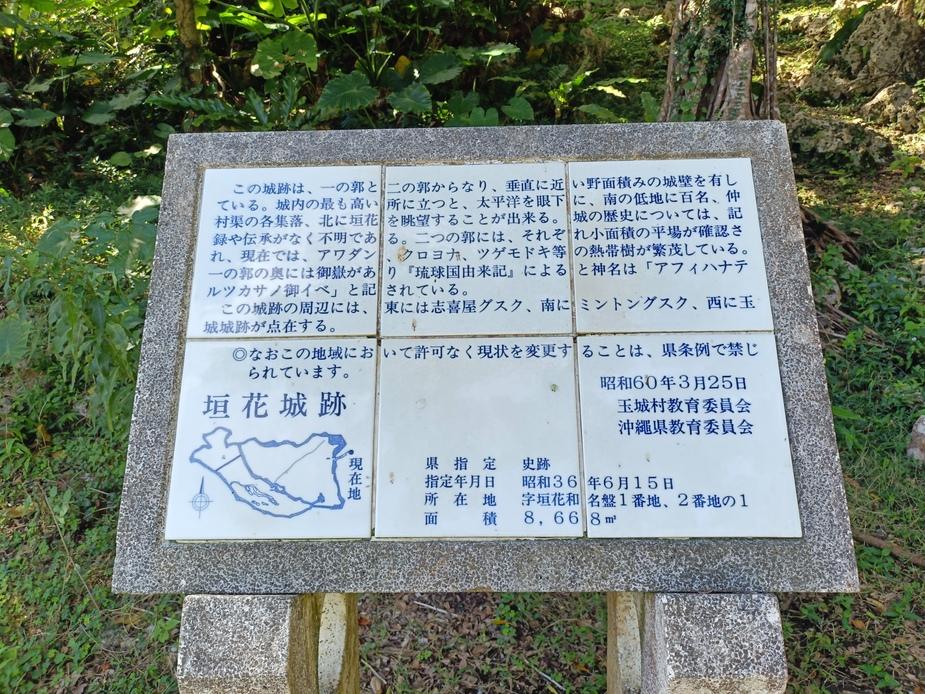 この城跡は、一の郭と二の郭からなり、垂直に近い野面積みの城壁を有し
ている。城内の最も高い所に立つと、太平洋を眼下に、南の低地に百名、仲
村渠の各集落、北に垣花を眺望することが出来る。城の歴史については、記
録や伝承がなく不明である。二つの郭には、それぞれ小面積の平場が確認さ
れ、現在では、アワダン、クロヨナ、ツゲモドキ等の熱帯樹が繁茂している。
一の郭の奥には御嶽があり『琉球国由来記』によると神名は「アフィハナテ
ルツカサノ御イベ」と記されている。
この城跡の周辺には、東には志喜屋グスク、南にミントングスク、西に玉
城城跡が点在する。
◎なおこの地域において許可なく現状を変更することは、県条例で禁じ
られています。
昭和60年3月25日
玉城村教育委員会
沖縄県教育委員会
垣花城跡
現在地
県指定 史跡
指定年月日 昭和36年6月15日
所在地 字垣花和名盤1番地、2番地の1
面積 8,668㎡